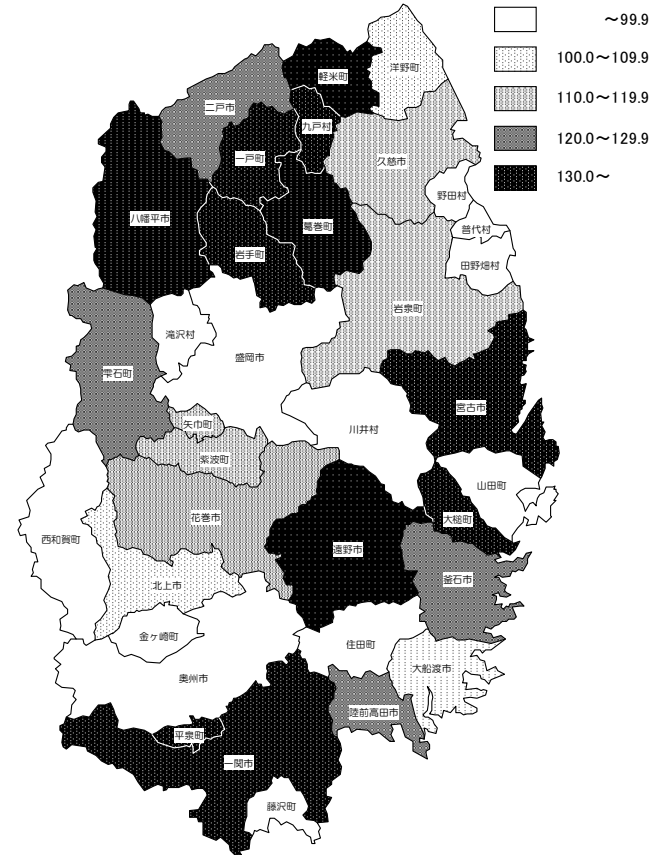 ～99.9
100.0～109.9
110.0～119.9
120.0～129.9
130.0～
洋野町
軽米町
二戸市
九戸村
一戸町
久慈市
野田村
八幡平市
葛巻町
普代村
岩手町
田野畑村
岩泉町
滝沢村
盛岡市
雫石町
宮古市
矢巾町
川井村
紫波町
山田町
花巻市
大槌町
西和賀町
遠野市
釜石市
北上市
金ヶ崎町
住田町
大船渡市
奥州市
陸前高田市
平泉町
一関市
藤沢町